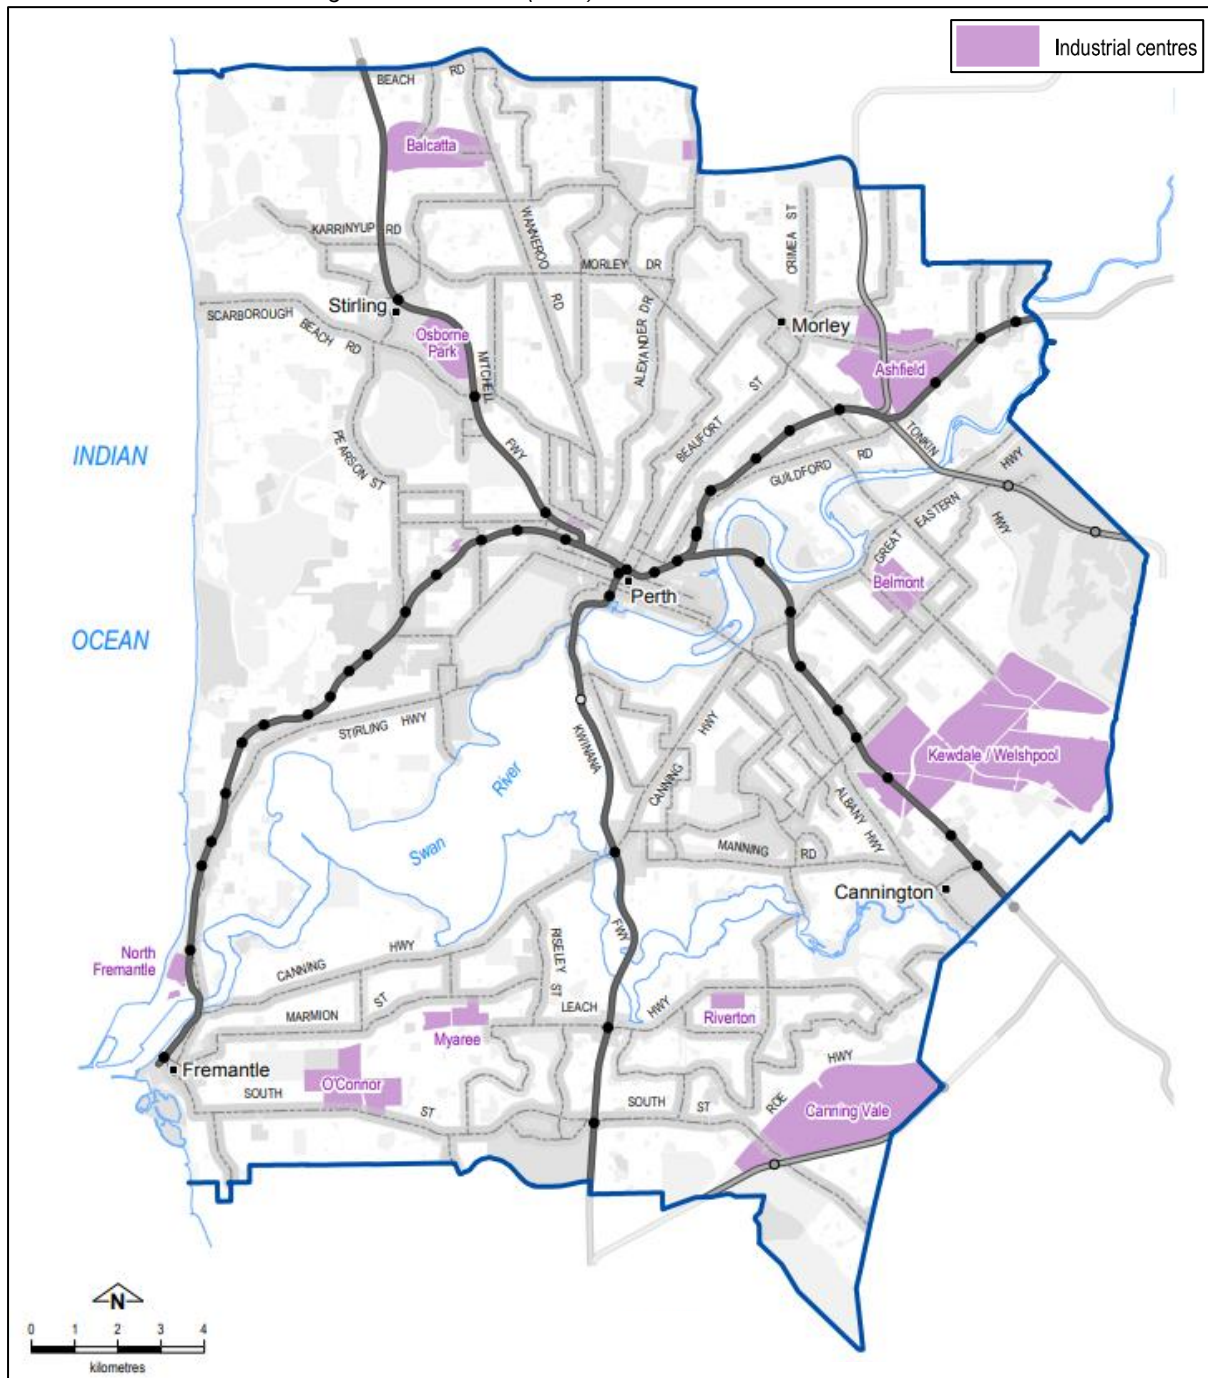 Industrial centres
BEACH RD
Balcatta
KARRINYUP RD
WANNEROO RD
MORLEY DR
CRIMEA ST
Stirling
SCARBOROUGH BEACH RD
Osborne
Park
MITCHELL FWY
ALEXANDER DR
Morley
Ashfield
BEAUFORT ST
PEARSON ST
INDIAN
GUILDFORD RD
TONKIN HWY
GREAT EASTERN HWY
Belmont
Perth
OCEAN
STIRLING HWY
KWINANA FWY
CANNING HWY
Kewdale / Welshpool
River
Swan
ALBANY HWY
MANNING RD
Cannington
North
Fremantle
CANNING HWY
RISELEY ST
MARMION ST
LEACH HWY
Riverton
Myaree
Fremantle
O'Connor
SOUTH ST
SOUTH ST
ROE HWY
Canning Vale
N
0 1 2 3 4
kilometres